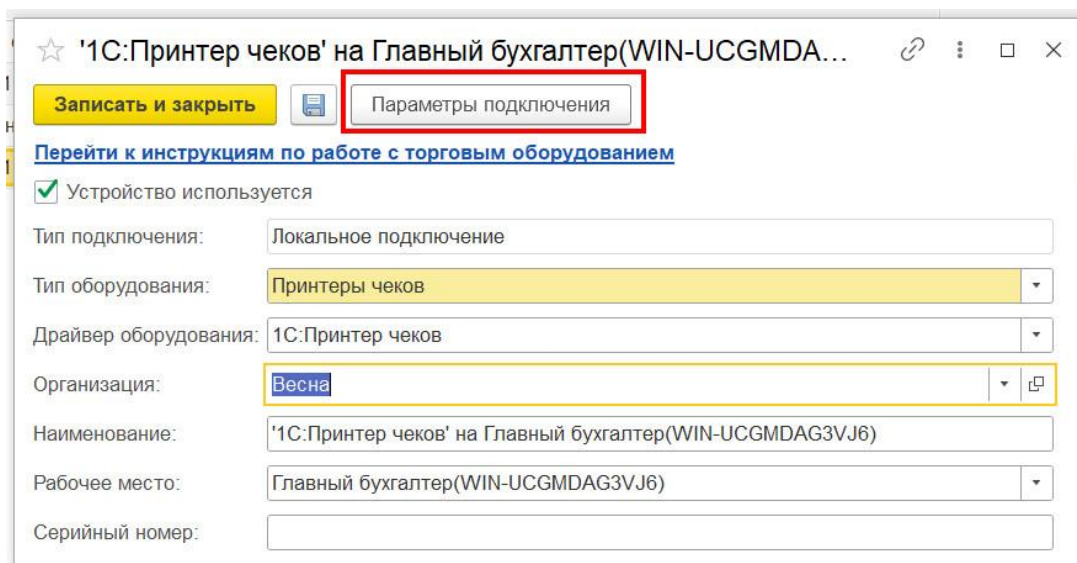 '1С:Принтер чеков' на Главный бухгалтер(WIN-UCGMDA...
Записать и закрыть Параметры подключения
Перейти к инструкциям по работе с торговым оборудованием
Устройство используется
Тип подключения: Локальное подключение
Тип оборудования: Принтеры чеков
Драйвер оборудования: 1С:Принтер чеков
Организация: Весна
Наименование: '1С:Принтер чеков' на Главный бухгалтер(WIN-UCGMDAG3VJ6)
Рабочее место: Главный бухгалтер(WIN-UCGMDAG3VJ6)
Серийный номер: